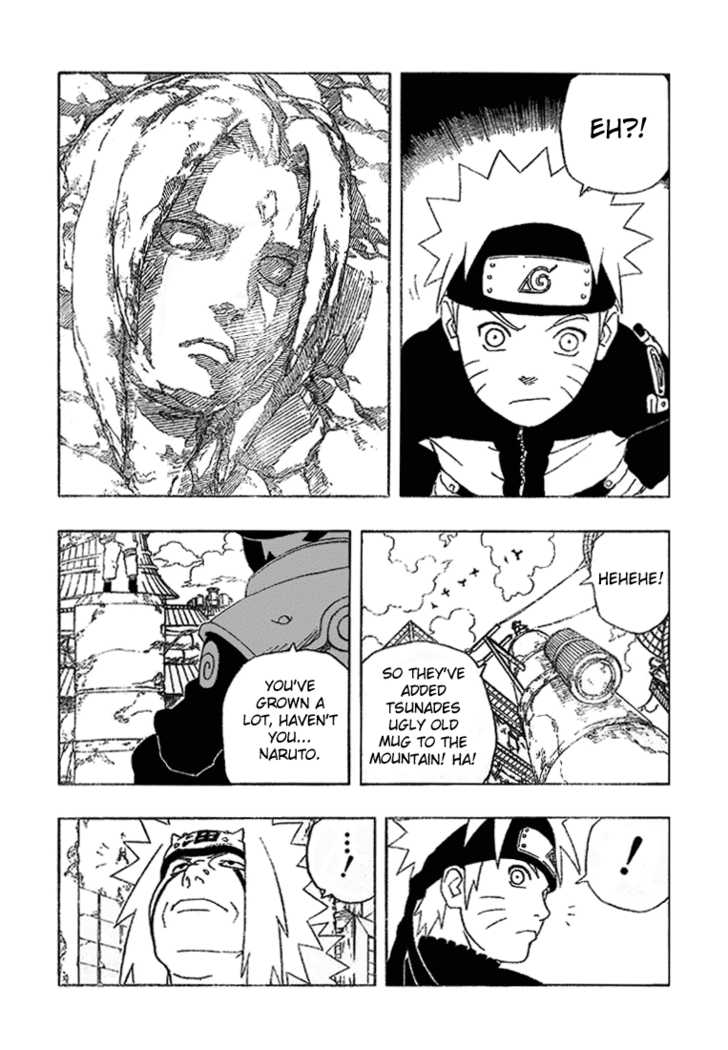 EH?!
HEHEHE!
SO THEY'VE
ADDED
TSUNADES
UGLY OLD
MUG TO THE
MOUNTAIN! HA!
YOU'VE
GROWN A
LOT, HAVEN'T
YOU...
NARUTO.
!
...!